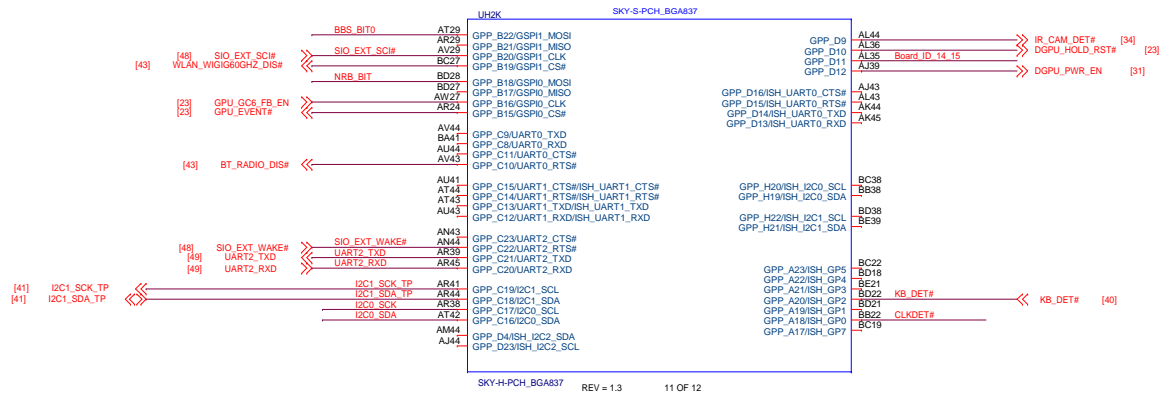 UH2K SKY-S-PCH_BGA837
BBS_BIT0 AT29 GPP_B22/GSPI1_MOSI
AR29 GPP_B21/GSPI1_MISO
[48] SIO_EXT_SCI# SIO_EXT_SCI# AV29 GPP_B20/GSPI1_CLK
[43] WLAN_WIGIG60GHZ_DIS# BC27 GPP_B19/GSPI1_CS#
NRB_BIT BD28 GPP_B18/GSPI0_MOSI
BD27 GPP_B17/GSPI0_MISO
[23] GPU_GC6_FB_EN AW27 GPP_B16/GSPI0_CLK
[23] GPU_EVENT# AR24 GPP_B15/GSPI0_CS#
AV44 GPP_C9/UART0_TXD
BA41 GPP_C8/UART0_RXD
AU44 GPP_C11/UART0_CTS#
[43] BT_RADIO_DIS# AV43 GPP_C10/UART0_RTS#
AU41 GPP_C15/UART1_CTS#/ISH_UART1_CTS#
AT44 GPP_C14/UART1_RTS#/ISH_UART1_RTS#
AT43 GPP_C13/UART1_TXD/ISH_UART1_TXD
AU43 GPP_C12/UART1_RXD/ISH_UART1_RXD
AN43 GPP_C23/UART2_CTS#
[48] SIO_EXT_WAKE# SIO_EXT_WAKE# AN44 GPP_C22/UART2_RTS#
[49] UART2_TXD UART2_TXD AR39 GPP_C21/UART2_TXD
[49] UART2_RXD UART2_RXD AR45 GPP_C20/UART2_RXD
[41] I2C1_SCK_TP I2C1_SCK_TP AR41 GPP_C19/I2C1_SCL
[41] I2C1_SDA_TP I2C1_SDA_TP AR44 GPP_C18/I2C1_SDA
I2C0_SCK AR38 GPP_C17/I2C0_SCL
I2C0_SDA AT42 GPP_C16/I2C0_SDA
AM44 GPP_D4/ISH_I2C2_SDA
AJ44 GPP_D23/ISH_I2C2_SCL
GPP_D9 AL44 IR_CAM_DET# [34]
GPP_D10 AL36 DGPU_HOLD_RST# [23]
GPP_D11 AL35 Board_ID_14_15
GPP_D12 AJ39 DGPU_PWR_EN [31]
GPP_D16/ISH_UART0_CTS# AJ43
GPP_D15/ISH_UART0_RTS# AL43
GPP_D14/ISH_UART0_TXD AK44
GPP_D13/ISH_UART0_RXD AK45
GPP_H20/ISH_I2C0_SCL BC38
GPP_H19/ISH_I2C0_SDA BB38
GPP_H22/ISH_I2C1_SCL BD38
GPP_H21/ISH_I2C1_SDA BE39
GPP_A23/ISH_GP5 BC22
GPP_A22/ISH_GP4 BD18
GPP_A21/ISH_GP3 BE21
GPP_A20/ISH_GP2 BD22 KB_DET# KB_DET# [40]
GPP_A19/ISH_GP1 BD21
GPP_A18/ISH_GP0 BB22 CLKDET#
GPP_A17/ISH_GP7 BC19
SKY-H-PCH_BGA837 REV = 1.3 11 OF 12